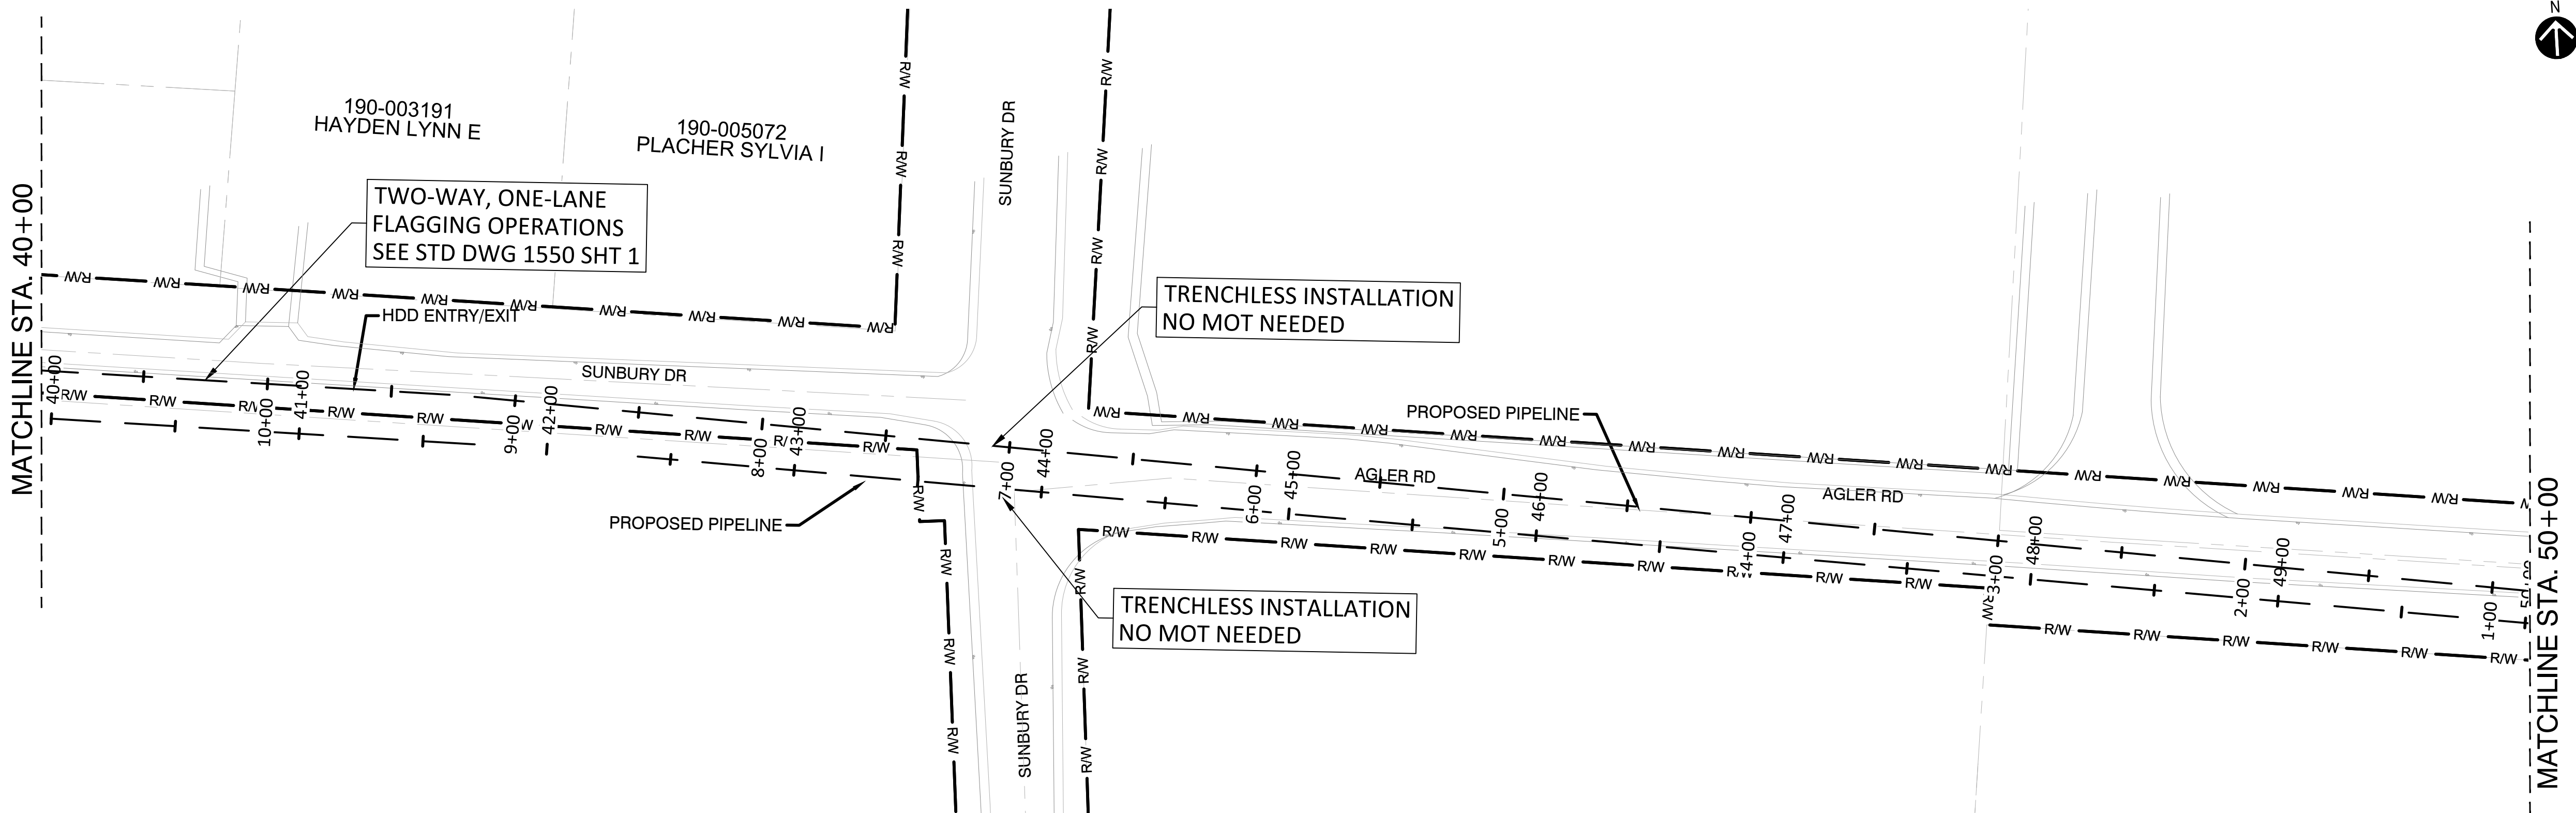 N
MATCHLINE STA. 40+00
190-003191
HAYDEN LYNN E
190-005072
PLACHER SYLVIA I
SUNBURY DR
TWO-WAY, ONE-LANE
FLAGGING OPERATIONS
SEE STD DWG 1550 SHT 1
HDD ENTRY/EXIT
SUNBURY DR
TRENCHLESS INSTALLATION
NO MOT NEEDED
PROPOSED PIPELINE
AGLER RD
AGLER RD
40+00
10+00
41+00
9+00
42+00
8+00
43+00
7+00
44+00
6+00
45+00
5+00
46+00
4+00
47+00
3+00
48+00
2+00
49+00
1+00
PROPOSED PIPELINE
TRENCHLESS INSTALLATION
NO MOT NEEDED
SUNBURY DR
MATCHLINE STA. 50+00
R/W R/W R/W R/W R/W R/W R/W R/W R/W R/W
R/W R/W R/W
R/W R/W R/W R/W
R/W R/W R/W R/W R/W R/W R/W R/W R/W R/W
R/W R/W R/W R/W
R/W R/W R/W R/W R/W R/W R/W R/W R/W R/W R/W R/W R/W R/W R/W R/W
R/W R/W R/W R/W R/W R/W R/W R/W R/W R/W
R/W R/W R/W R/W
R/W R/W R/W R/W R/W R/W R/W